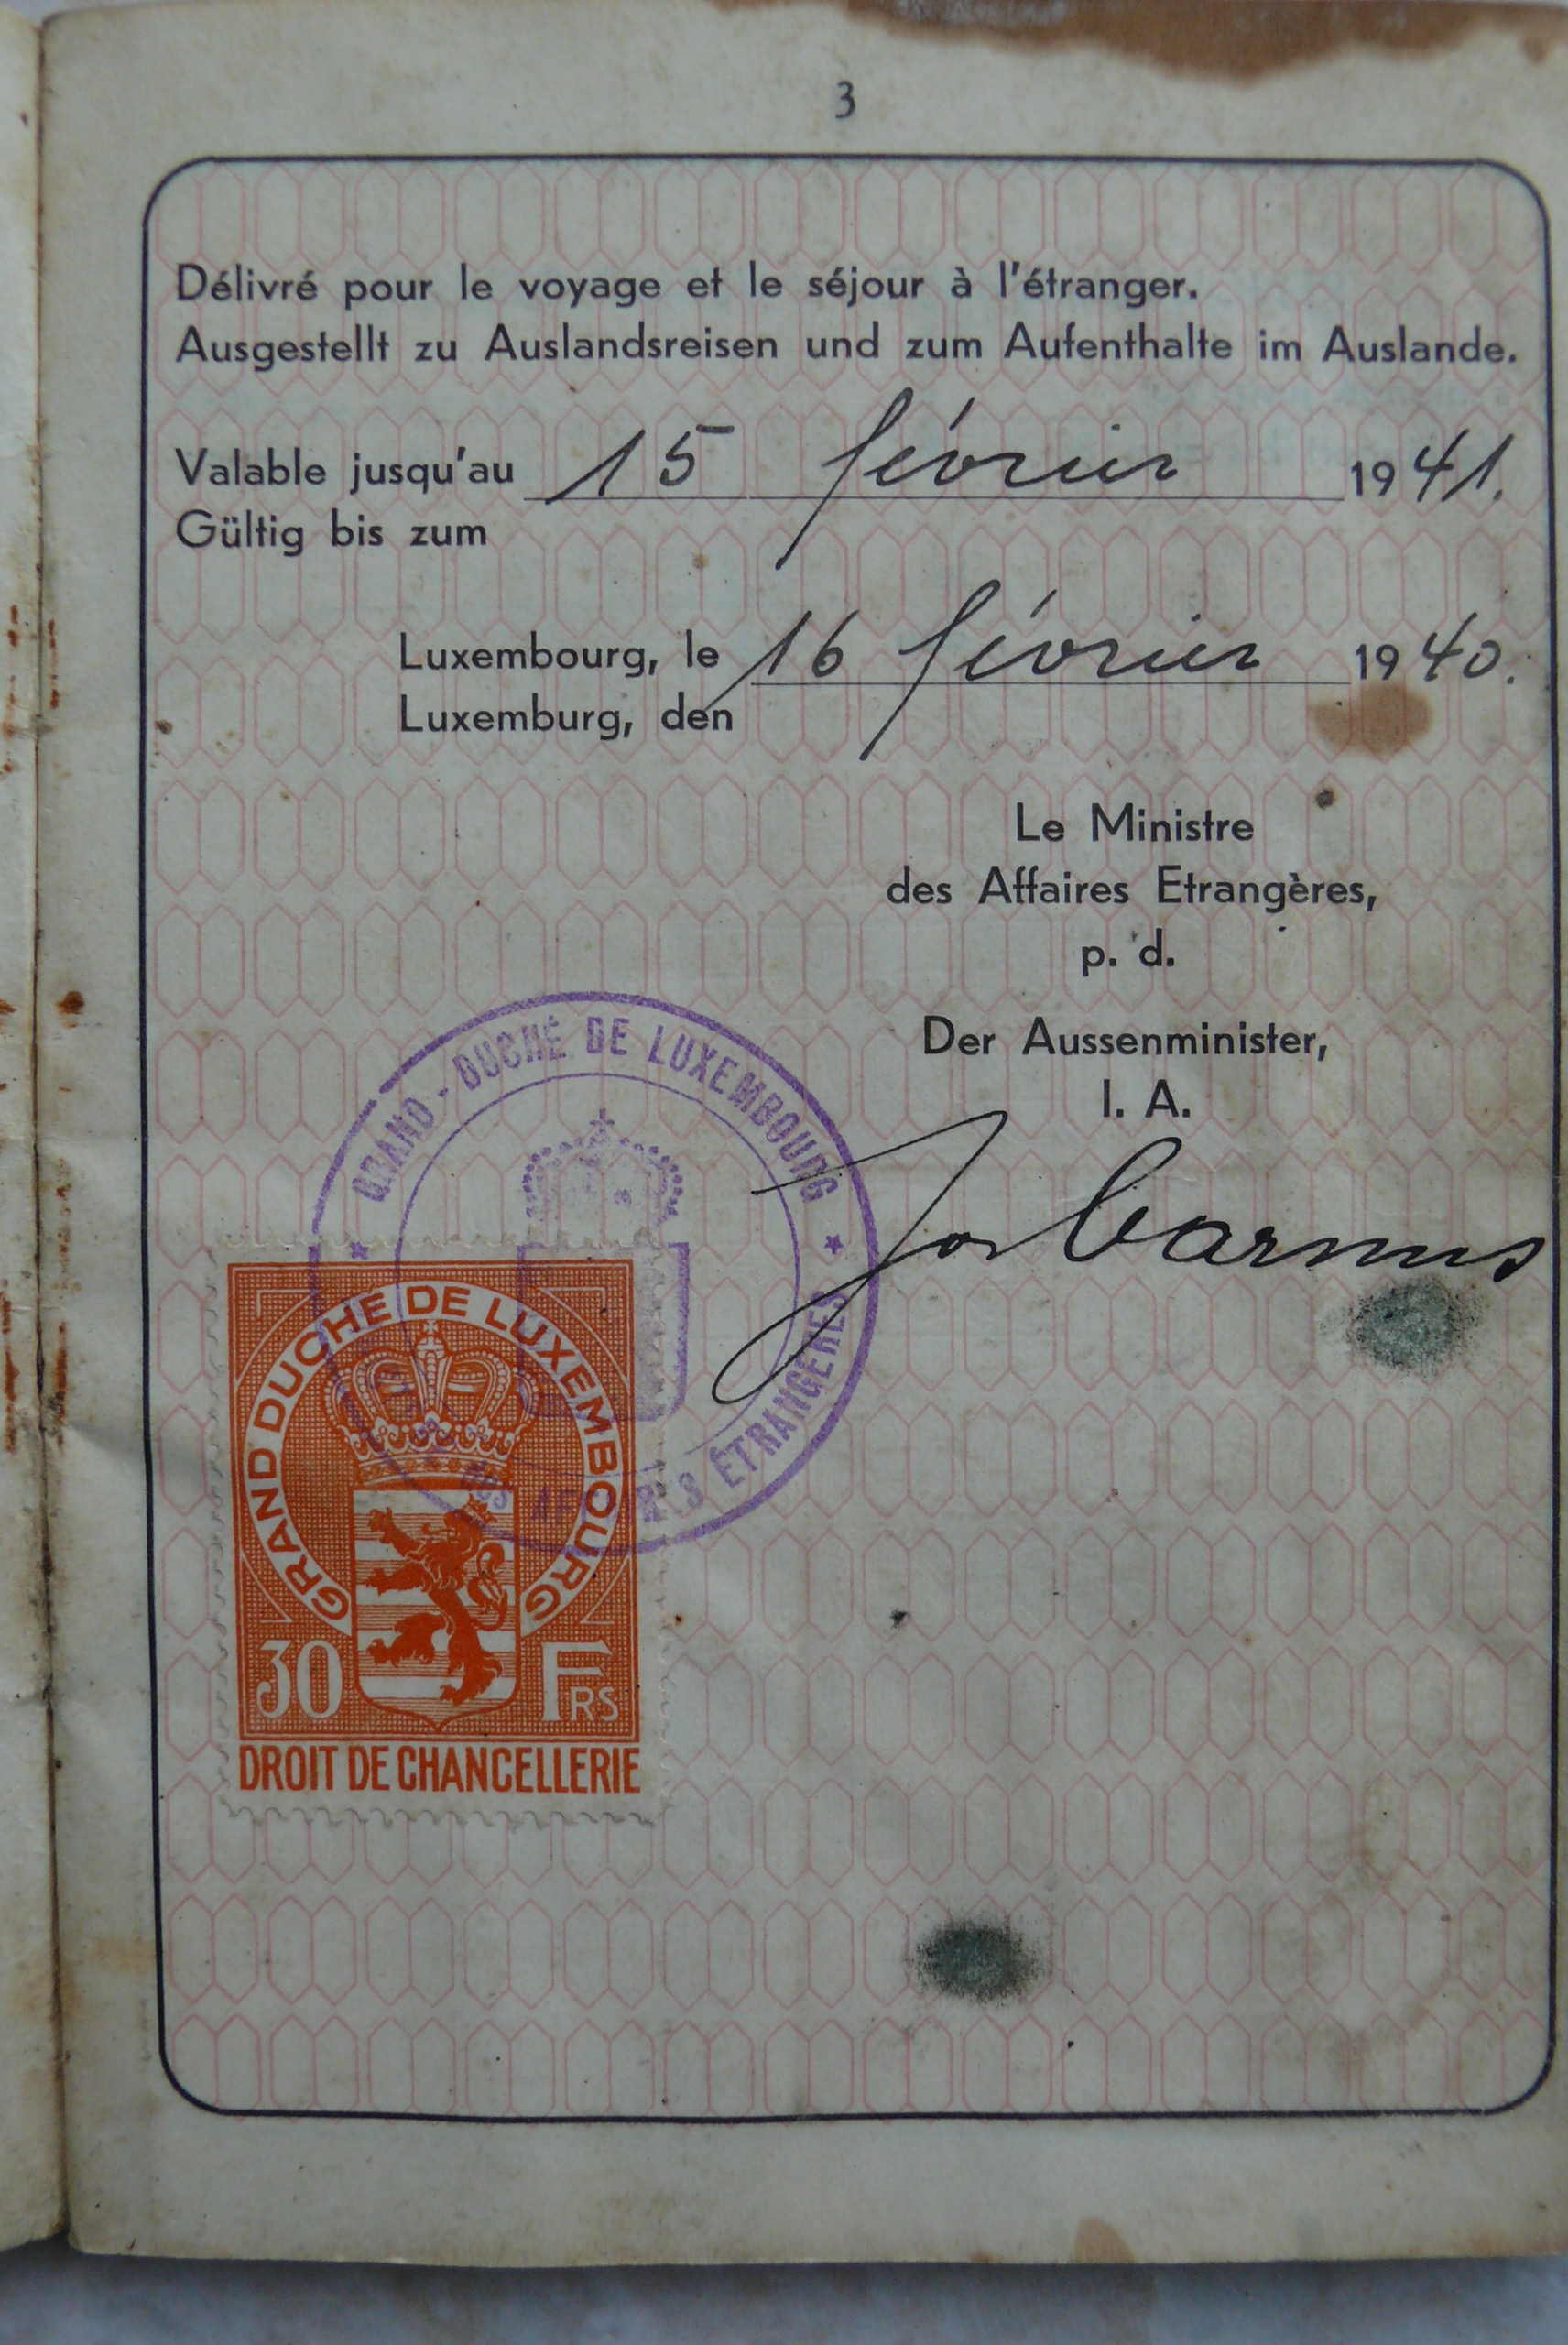 3
Délivré pour le voyage et le séjour à l'étranger.
Ausgestellt zu Auslandsreisen und zum Aufenthalte im Auslande.
Valable jusqu'au 15 février 1941.
Gültig bis zum
Luxembourg, le 16 février 1940.
Luxemburg, den
Le Ministre
des Affaires Etrangères,
p. d.
Der Aussenminister,
I. A.
GRAND-DUCHÉ DE LUXEMBOURG
ÉTRANGÈRES
GRAND DUCHE DE LUXEMBOURG
30 FRS
DROIT DE CHANCELLERIE